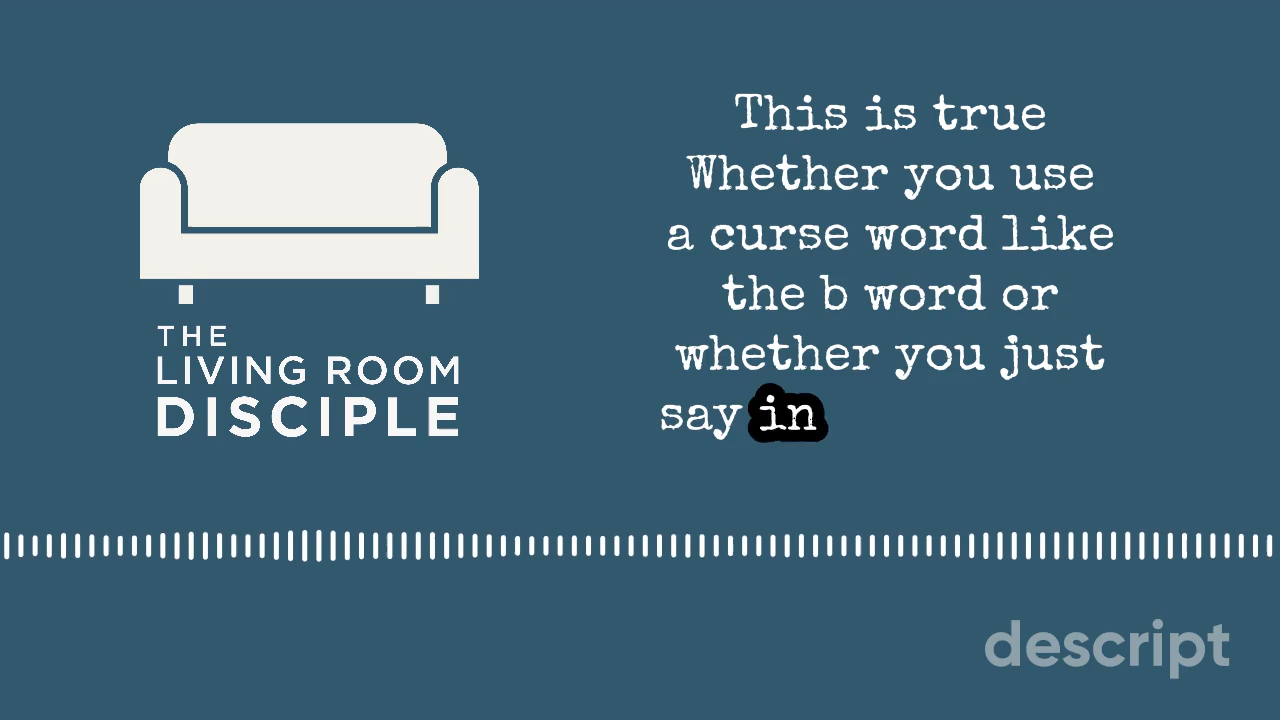 THE
LIVING ROOM
DISCIPLE
This is true
Whether you use
a curse word like
the b word or
whether you just
say in
descript